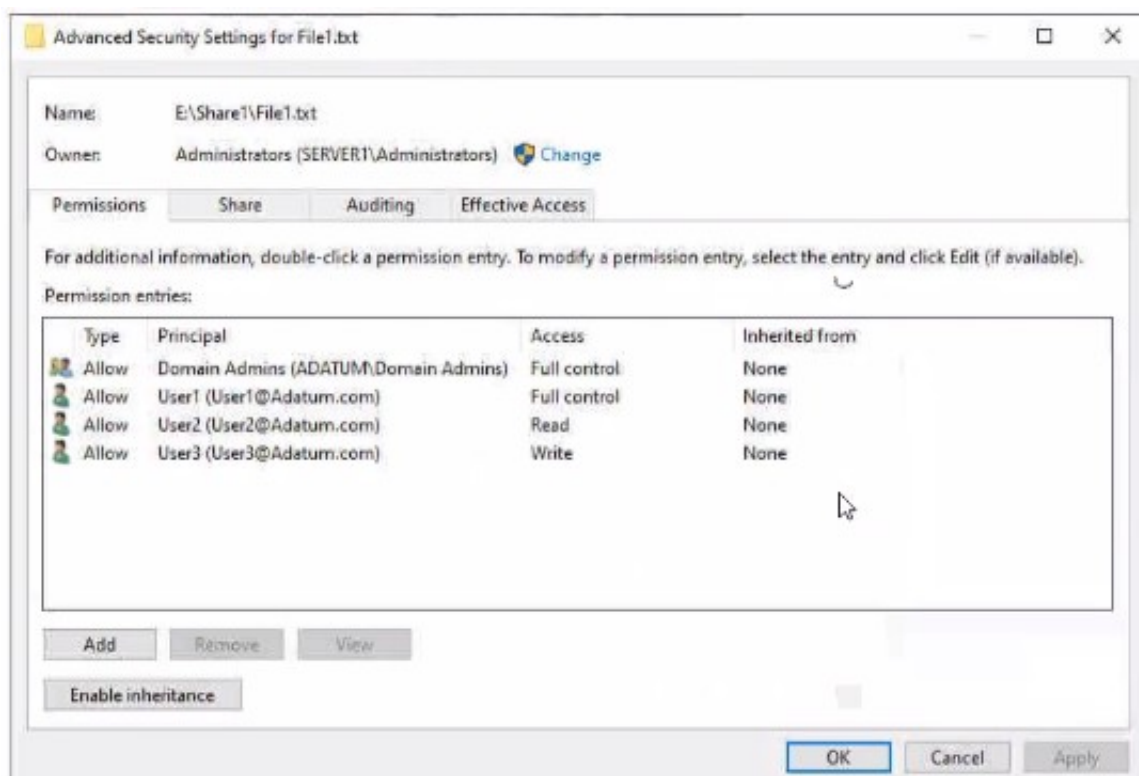 Advanced Security Settings for File1.txt
Name: E:\Share1\File1.txt
Owner: Administrators (SERVER1\Administrators) Change
Permissions Share Auditing Effective Access
For additional information, double-click a permission entry. To modify a permission entry, select the entry and click Edit (if available).
Permission entries:
Type Principal Access Inherited from
Allow Domain Admins (ADATUM\Domain Admins) Full control None
Allow User1 (User1@Adatum.com) Full control None
Allow User2 (User2@Adatum.com) Read None
Allow User3 (User3@Adatum.com) Write None
Add Remove View
Enable inheritance
OK Cancel Apply